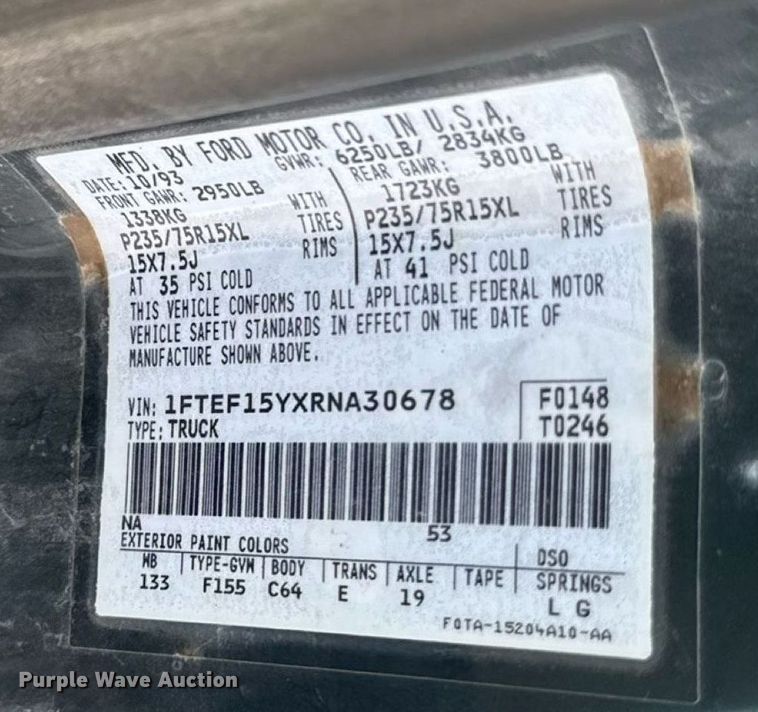 MFD. BY FORD MOTOR CO. IN U.S.A.
DATE: 10/93 GVWR: 6250LB/ 2834KG
FRONT GAWR: 2950LB REAR GAWR: 3800LB
1338KG WITH 1723KG WITH
P235/75R15XL TIRES P235/75R15XL TIRES
15X7.5J RIMS 15X7.5J RIMS
AT 35 PSI COLD AT 41 PSI COLD
THIS VEHICLE CONFORMS TO ALL APPLICABLE FEDERAL MOTOR
VEHICLE SAFETY STANDARDS IN EFFECT ON THE DATE OF
MANUFACTURE SHOWN ABOVE.
VIN: 1FTEF15YXRNA30678 F0148
TYPE: TRUCK T0246
NA 53
EXTERIOR PAINT COLORS DSO
WB TYPE-GVW BODY TRANS AXLE TAPE SPRINGS
133 F155 C64 E 19 L G
F0TA-15204A10-AA
Purple Wave Auction